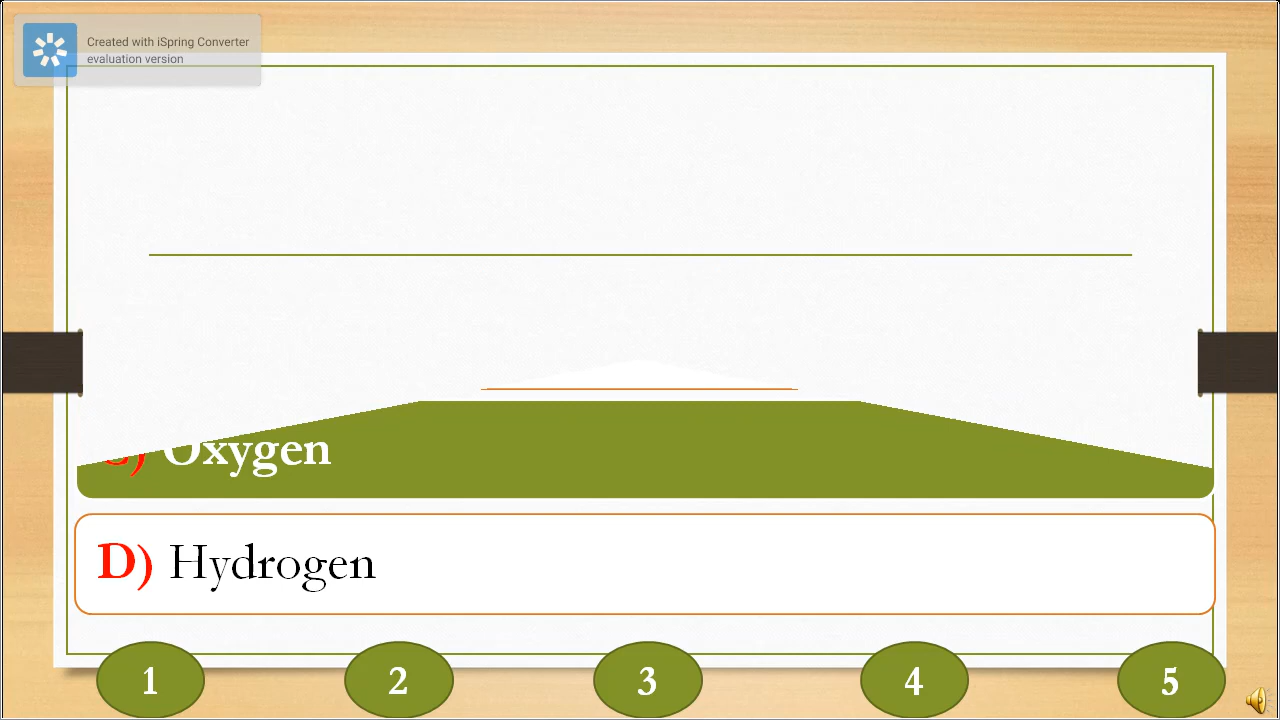 Created with iSpring Converter
evaluation version
C) Oxygen
D) Hydrogen
1 2 3 4 5